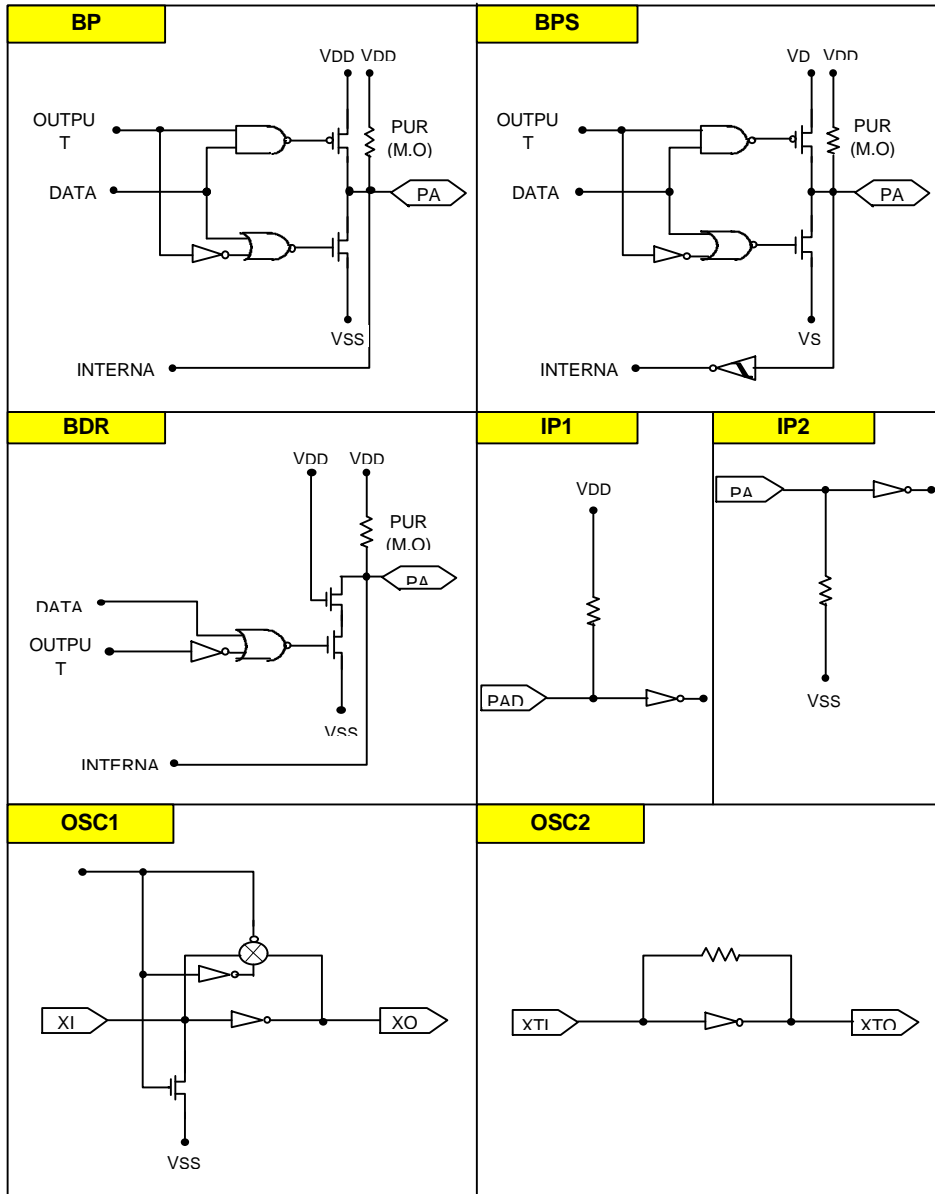 BP
VDD VDD
OUTPU
T
PUR
(M.O)
DATA
PA
VSS
INTERNA
BPS
VD VDD
OUTPU
T
PUR
(M.O)
DATA
PA
VS
INTERNA
BDR
VDD VDD
PUR
(M.O)
PA
DATA
OUTPU
T
VSS
INTERNA
IP1
VDD
PAD
IP2
PA
VSS
OSC1
XI
XO
VSS
OSC2
XTI
XTO